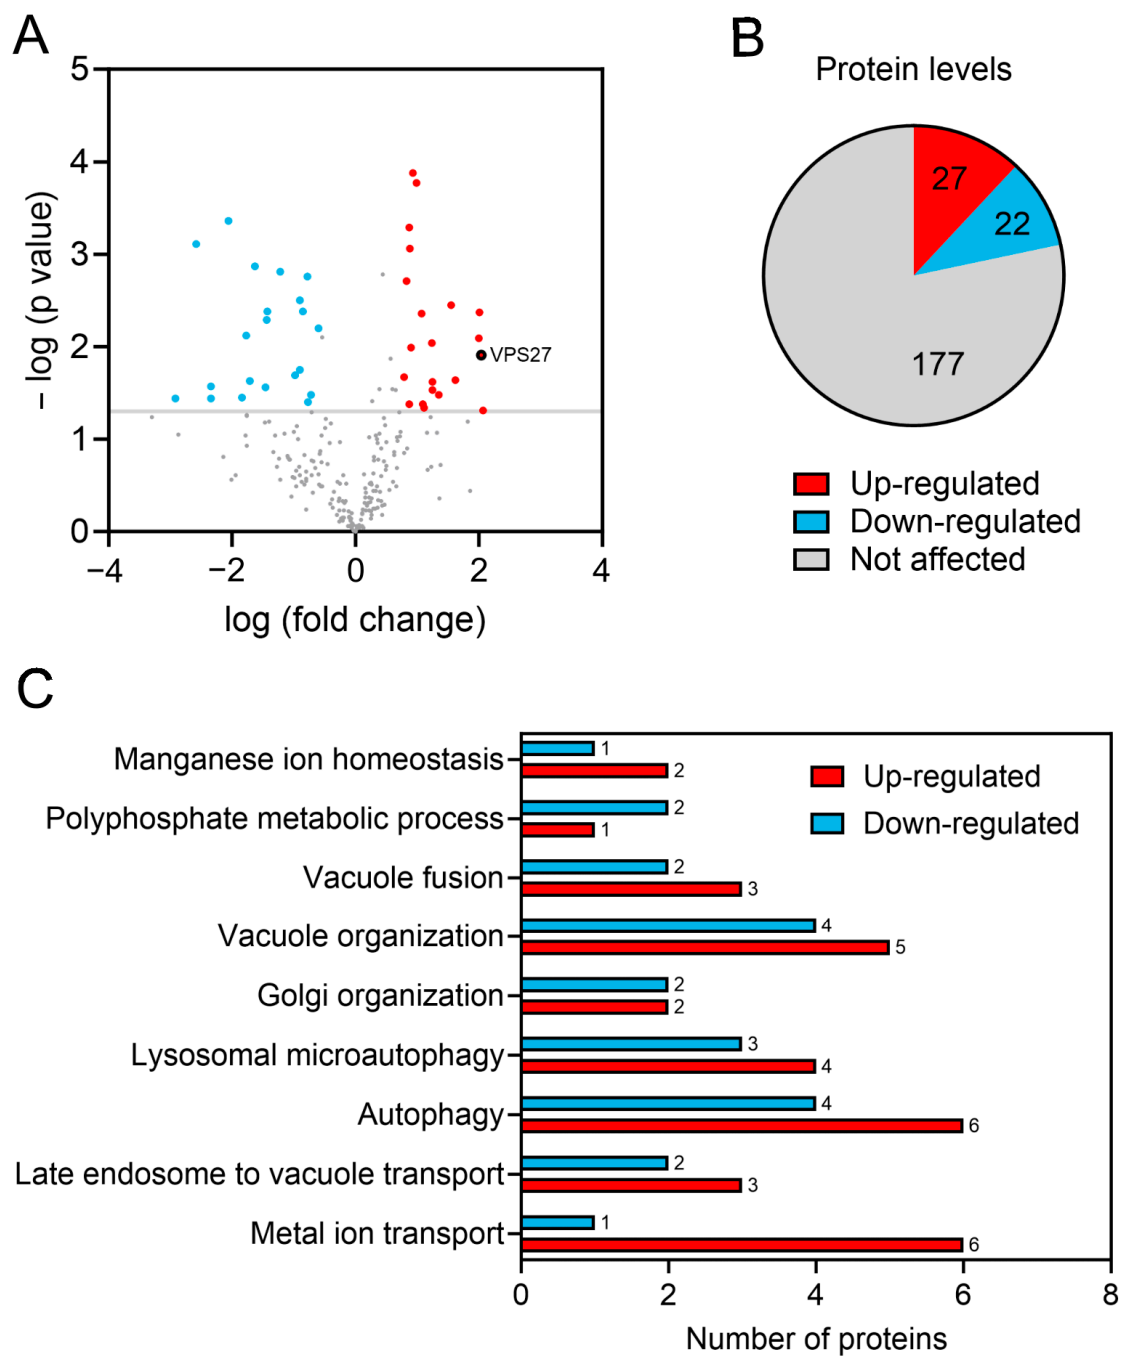 A
5
4
3
2
1
0
− log (p value)
VPS27
−4
−2
0
2
4
log (fold change)
B
Protein levels
27
22
177
Up-regulated
Down-regulated
Not affected
C
Manganese ion homeostasis
1
2
Polyphosphate metabolic process
2
1
Vacuole fusion
2
3
Vacuole organization
4
5
Golgi organization
2
2
Lysosomal microautophagy
3
4
Autophagy
4
6
Late endosome to vacuole transport
2
3
Metal ion transport
1
6
Up-regulated
Down-regulated
0
2
4
6
8
Number of proteins